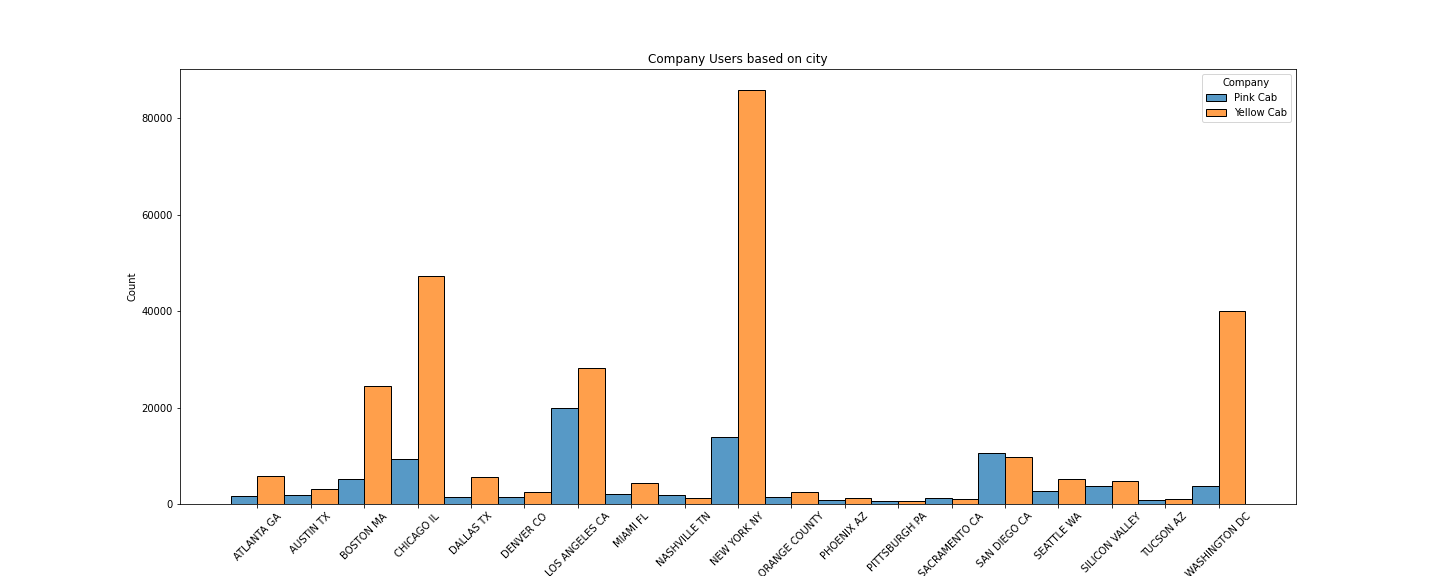 Company Users based on city
Company
Pink Cab
Yellow Cab
80000
60000
40000
20000
0
Count
ATLANTA GA
AUSTIN TX
BOSTON MA
CHICAGO IL
DALLAS TX
DENVER CO
LOS ANGELES CA
MIAMI FL
NASHVILLE TN
NEW YORK NY
ORANGE COUNTY
PHOENIX AZ
PITTSBURGH PA
SACRAMENTO CA
SAN DIEGO CA
SEATTLE WA
SILICON VALLEY
TUCSON AZ
WASHINGTON DC